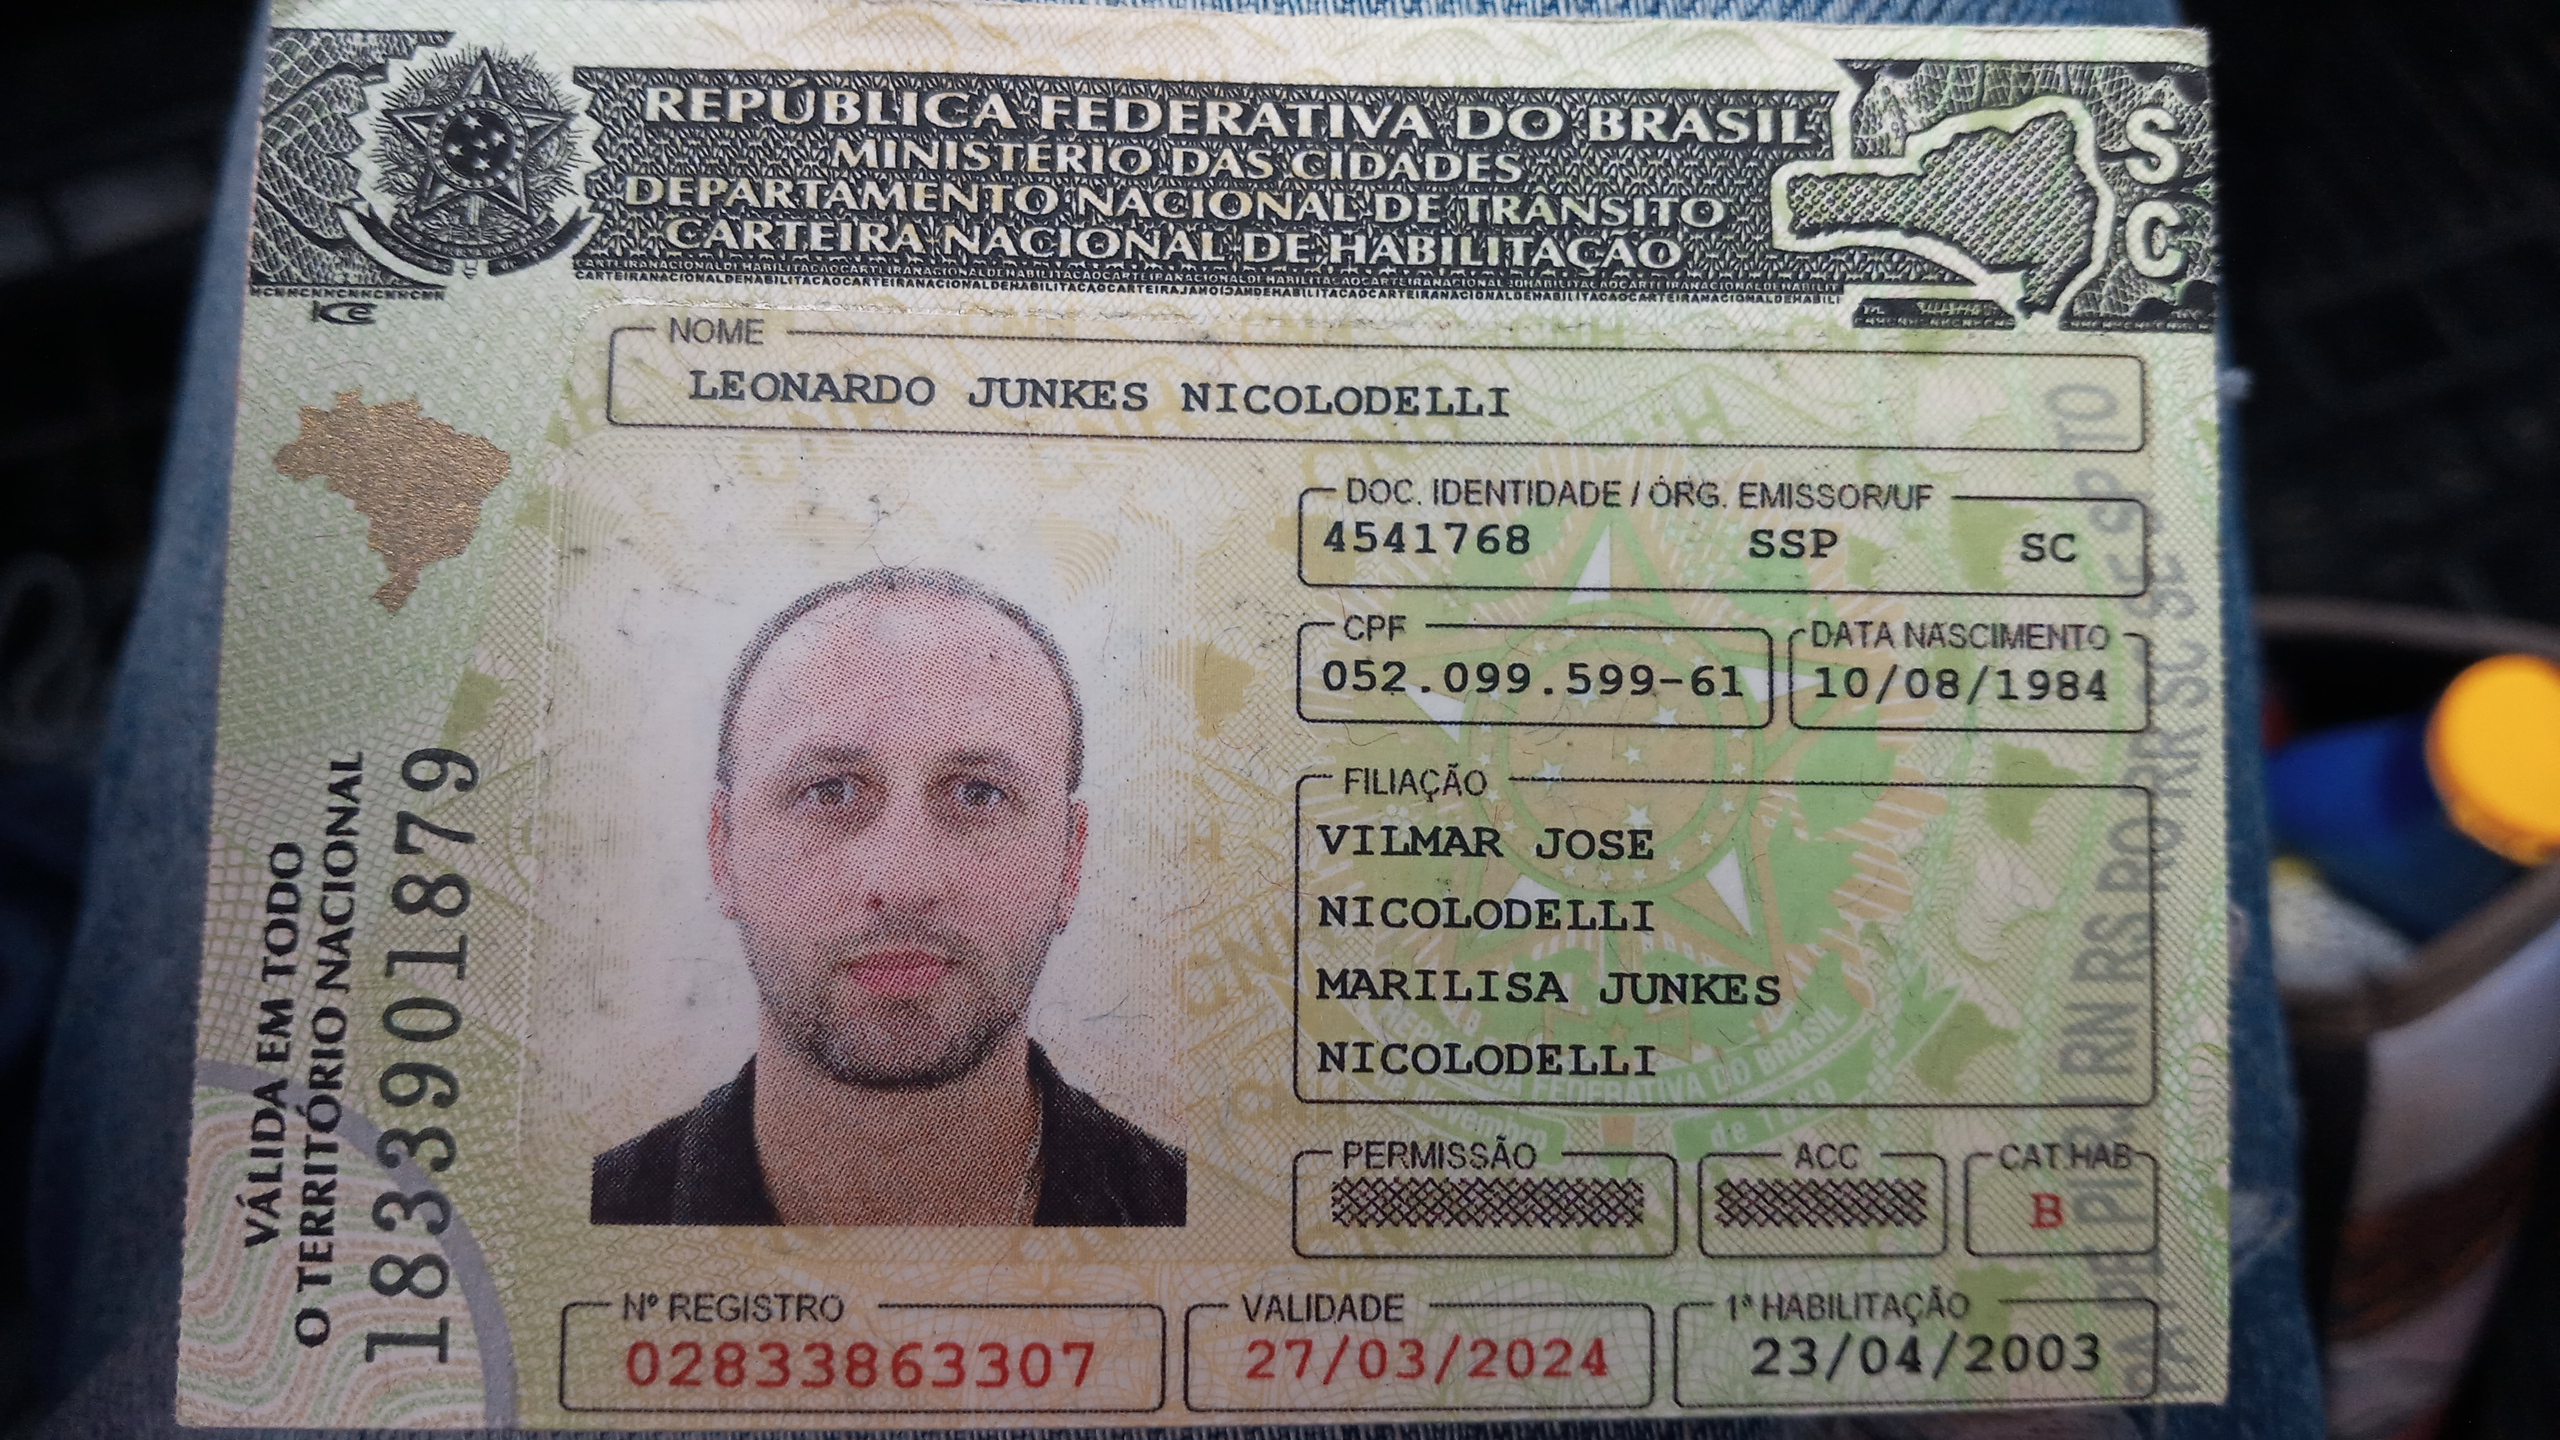 REPÚBLICA FEDERATIVA DO BRASIL
MINISTÉRIO DAS CIDADES
DEPARTAMENTO NACIONAL DE TRÂNSITO
CARTEIRA NACIONAL DE HABILITAÇÃO
SC
NOME
LEONARDO JUNKES NICOLODELLI
DOC. IDENTIDADE / ÓRG. EMISSOR/UF
4541768 SSP SC
CPF
052.099.599-61
DATA NASCIMENTO
10/08/1984
FILIAÇÃO
VILMAR JOSE
NICOLODELLI
MARILISA JUNKES
NICOLODELLI
PERMISSÃO
ACC
CAT.HAB
B
Nº REGISTRO
02833863307
VALIDADE
27/03/2024
1ª HABILITAÇÃO
23/04/2003
VÁLIDA EM TODO
O TERRITÓRIO NACIONAL
1833901879